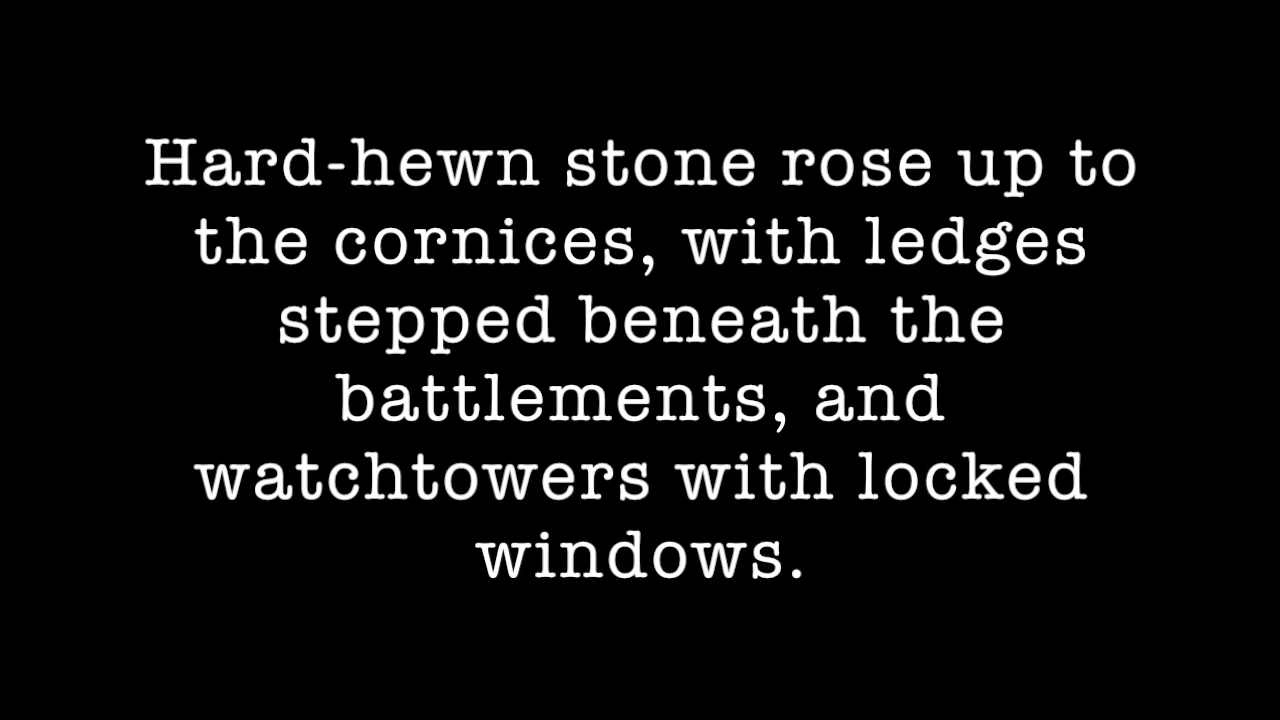 Hard-hewn stone rose up to
the cornices, with ledges
stepped beneath the
battlements, and
watchtowers with locked
windows.